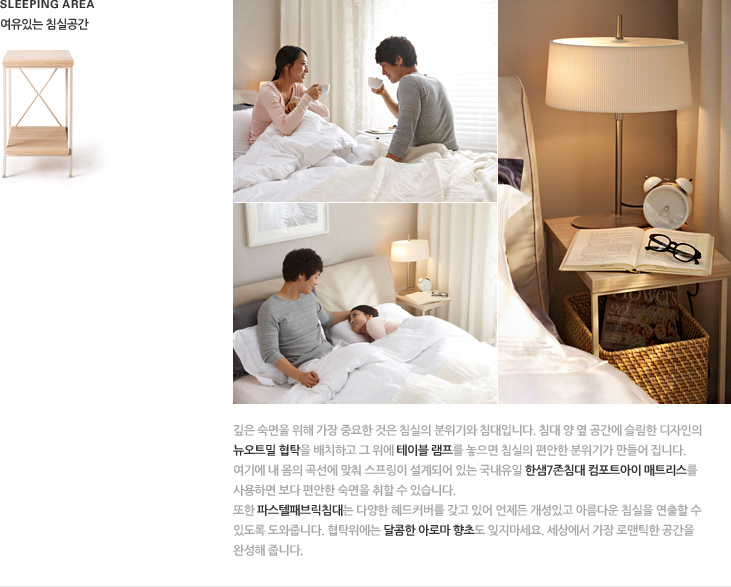 SLEEPING AREA
여유있는 침실공간
깊은 숙면을 위해 가장 중요한 것은 침실의 분위기와 침대입니다. 침대 양 옆 공간에 슬림한 디자인의
뉴오트밀 협탁을 배치하고 그 위에 테이블 램프를 놓으면 침실의 편안한 분위기가 만들어 집니다.
여기에 내 몸의 곡선에 맞춰 스프링이 설계되어 있는 국내유일 한샘7존침대 컴포트아이 매트리스를
사용하면 보다 편안한 숙면을 취할 수 있습니다.
또한 파스텔패브릭침대는 다양한 헤드커버를 갖고 있어 언제든 개성있고 아름다운 침실을 연출할 수
있도록 도와줍니다. 협탁위에는 달콤한 아로마 향초도 잊지마세요. 세상에서 가장 로맨틱한 공간을
완성해 줍니다.